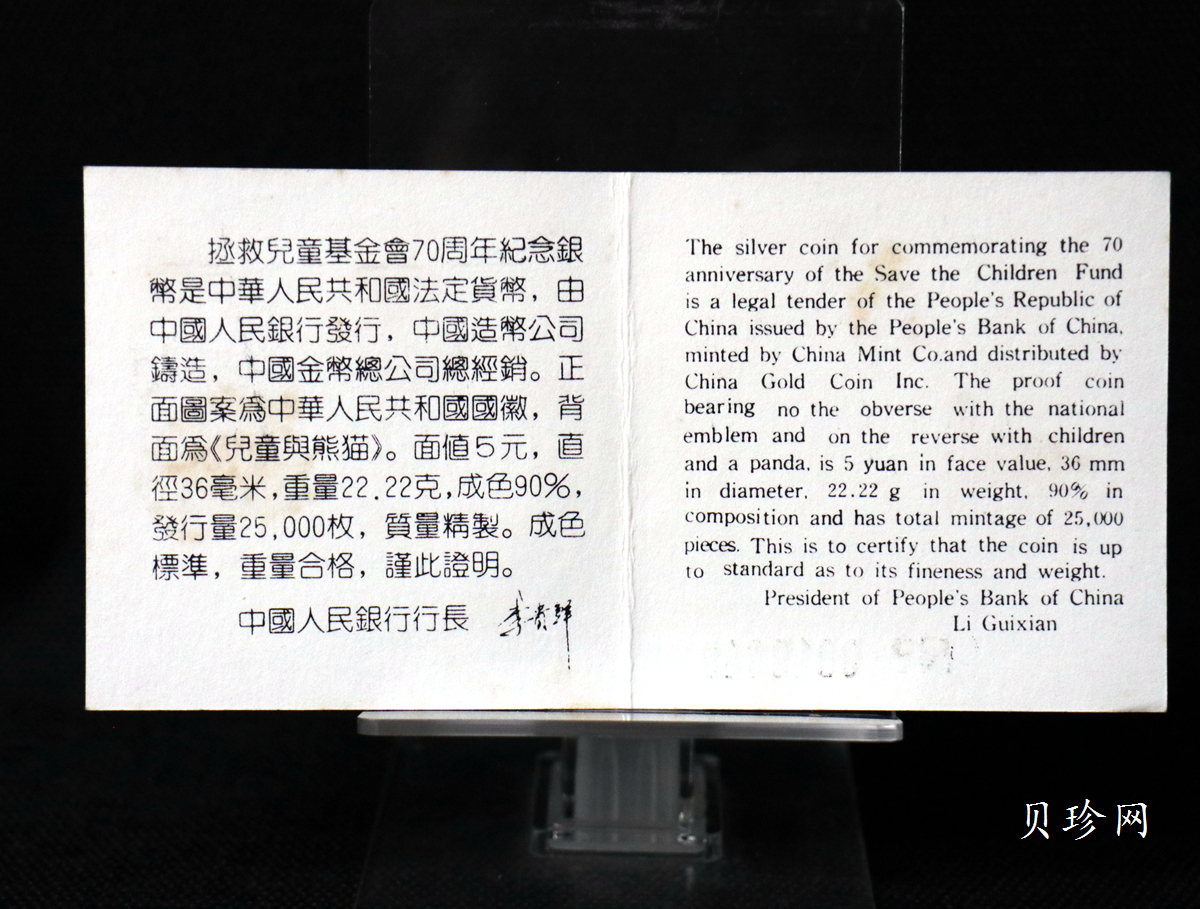 拯救兒童基金會70周年紀念銀
幣是中華人民共和國法定貨幣，由
中國人民銀行發行，中國造幣公司
鑄造，中國金幣總公司總經銷。正
面圖案爲中華人民共和國國徽，背
面爲《兒童與熊猫》。面値5元，直
徑36毫米，重量22.22克，成色90%，
發行量25,000枚，質量精製。成色
標準，重量合格，謹此證明。
中國人民銀行行長 李貴鲜
The silver coin for commemorating the 70
anniversary of the Save the Children Fund
is a legal tender of the People's Republic of
China issued by the People's Bank of China,
minted by China Mint Co.and distributed by
China Gold Coin Inc. The proof coin
bearing no the obverse with the national
emblem and on the reverse with children
and a panda, is 5 yuan in face value, 36 mm
in diameter, 22.22 g in weight, 90% in
composition and has total mintage of 25,000
pieces. This is to certify that the coin is up
to standard as to its fineness and weight.
President of People's Bank of China
Li Guixian
贝珍网